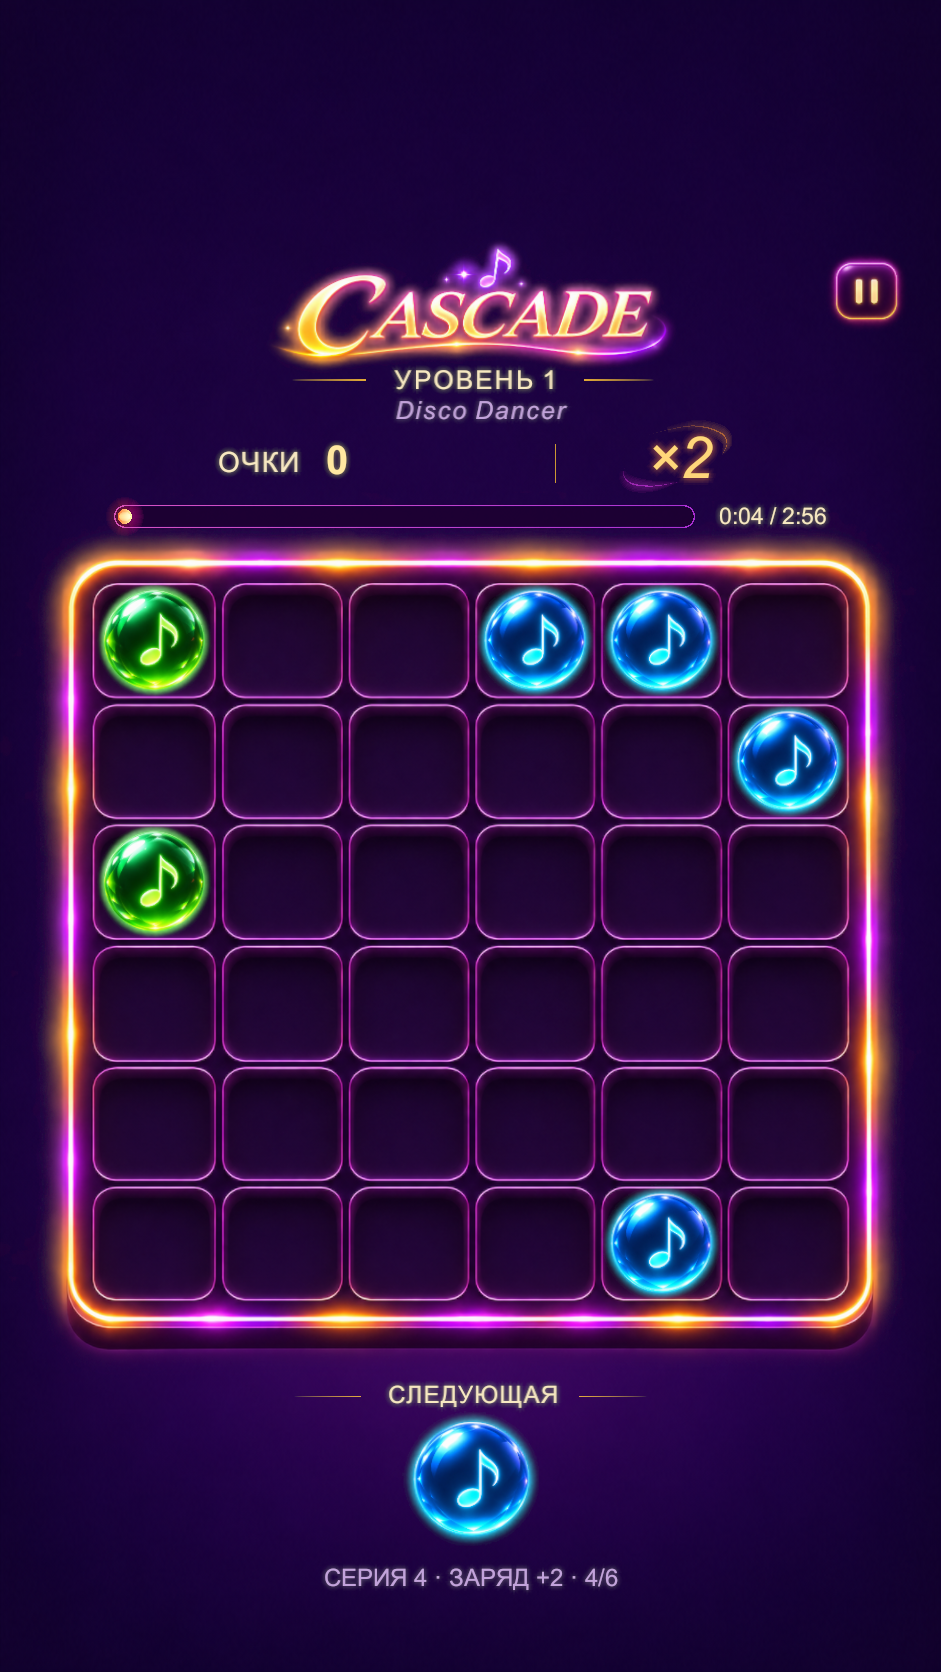 CASCADE
УРОВЕНЬ 1
Disco Dancer
ОЧКИ 0
×2
0:04 / 2:56
СЛЕДУЮЩАЯ
СЕРИЯ 4 · ЗАРЯД +2 · 4/6